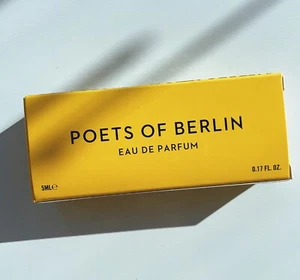 POETS OF BERLIN
EAU DE PARFUM
5ML℮ 0.17 FL. OZ.